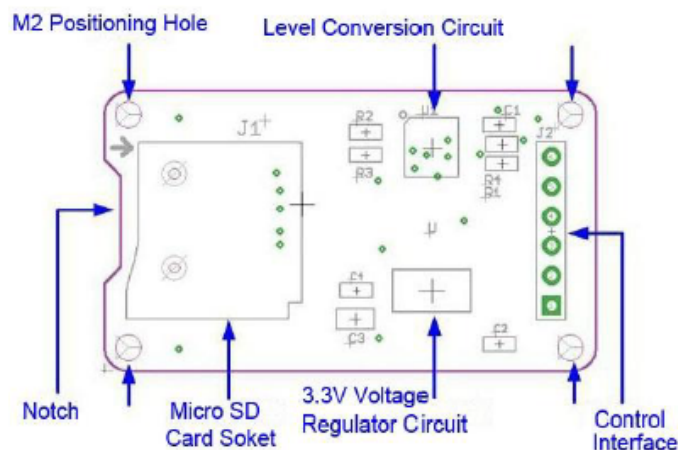 M2 Positioning Hole
Level Conversion Circuit
J1
R2
R3
U1
C1
J2
R4
R1
C4
C3
C2
Notch
Micro SD
Card Soket
3.3V Voltage
Regulator Circuit
Control
Interface